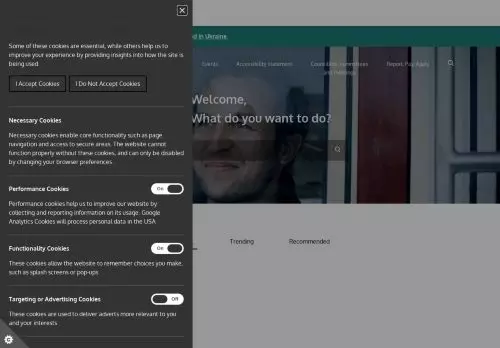 Some of these cookies are essential, while others help us to
improve your experience by providing insights into how the site is
being used.
I Accept Cookies
I Do Not Accept Cookies
Necessary Cookies
Necessary cookies enable core functionality such as page
navigation and access to secure areas. The website cannot
function properly without these cookies, and can only be disabled
by changing your browser preferences.
Performance Cookies
On
Performance cookies help us to improve our website by
collecting and reporting information on its usage. Google
Analytics Cookies will process personal data in the USA
Functionality Cookies
On
These cookies allow the website to remember choices you make,
such as splash screens or pop-ups
Targeting or Advertising Cookies
Off
These cookies are used to deliver adverts more relevant to you
and your interests
in Ukraine.
Events
Accessibility statement
Councillors, committees
and meetings
Report, Pay, Apply
Welcome,
What do you want to do?
Trending
Recommended